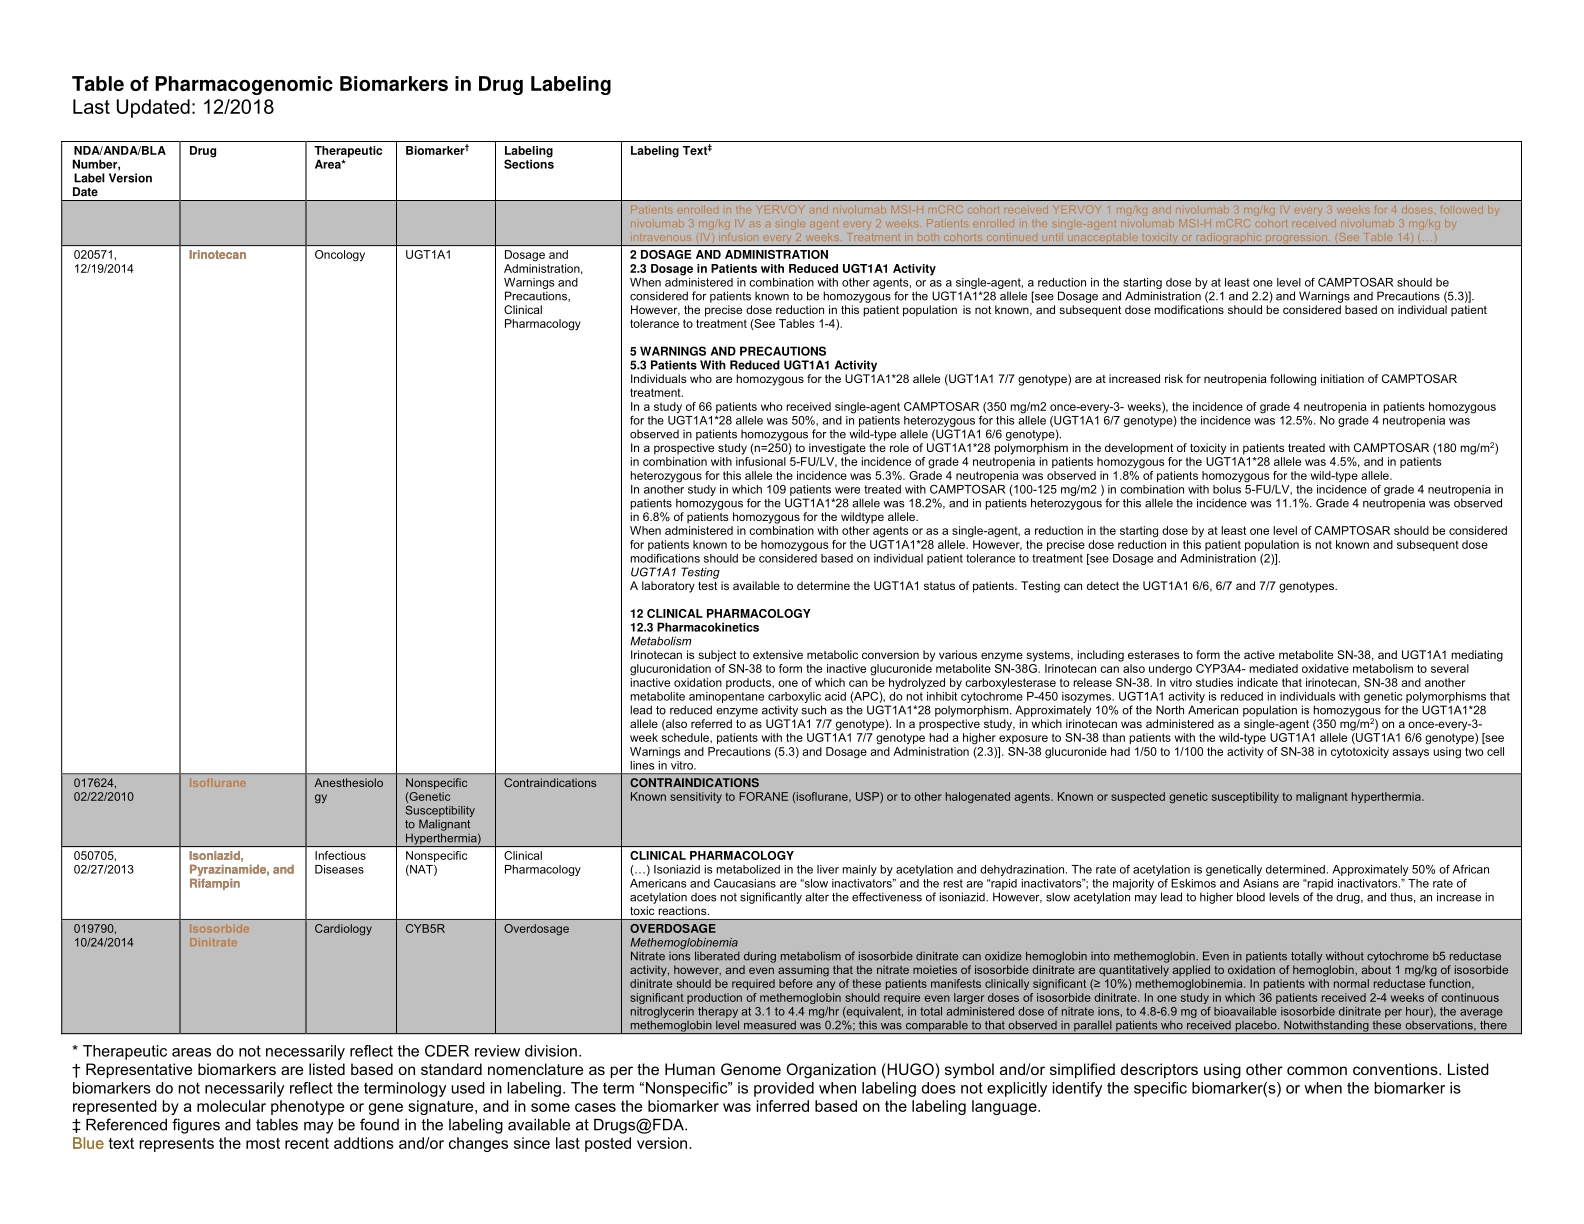 Table of Pharmacogenomic Biomarkers in Drug Labeling
Last Updated: 12/2018
NDA/ANDA/BLA
Number,
Label Version
Date
Drug
Therapeutic
Area*
Biomarker†
Labeling
Sections
Labeling Text‡
Patients enrolled in the YERVOY and nivolumab MSI-H mCRC cohort received YERVOY 1 mg/kg and nivolumab 3 mg/kg IV every 3 weeks for 4 doses, followed by
nivolumab 3 mg/kg IV as a single agent every 2 weeks. Patients enrolled in the single-agent nivolumab MSI-H mCRC cohort received nivolumab 3 mg/kg by
intravenous (IV) infusion every 2 weeks. Treatment in both cohorts continued until unacceptable toxicity or radiographic progression. (See Table 14) (…)
020571,
12/19/2014
Irinotecan
Oncology
UGT1A1
Dosage and
Administration,
Warnings and
Precautions,
Clinical
Pharmacology
2 DOSAGE AND ADMINISTRATION
2.3 Dosage in Patients with Reduced UGT1A1 Activity
When administered in combination with other agents, or as a single-agent, a reduction in the starting dose by at least one level of CAMPTOSAR should be
considered for patients known to be homozygous for the UGT1A1*28 allele [see Dosage and Administration (2.1 and 2.2) and Warnings and Precautions (5.3)].
However, the precise dose reduction in this patient population is not known, and subsequent dose modifications should be considered based on individual patient
tolerance to treatment (See Tables 1-4).
5 WARNINGS AND PRECAUTIONS
5.3 Patients With Reduced UGT1A1 Activity
Individuals who are homozygous for the UGT1A1*28 allele (UGT1A1 7/7 genotype) are at increased risk for neutropenia following initiation of CAMPTOSAR
treatment.
In a study of 66 patients who received single-agent CAMPTOSAR (350 mg/m2 once-every-3- weeks), the incidence of grade 4 neutropenia in patients homozygous
for the UGT1A1*28 allele was 50%, and in patients heterozygous for this allele (UGT1A1 6/7 genotype) the incidence was 12.5%. No grade 4 neutropenia was
observed in patients homozygous for the wild-type allele (UGT1A1 6/6 genotype).
In a prospective study (n=250) to investigate the role of UGT1A1*28 polymorphism in the development of toxicity in patients treated with CAMPTOSAR (180 mg/m²)
in combination with infusional 5-FU/LV, the incidence of grade 4 neutropenia in patients homozygous for the UGT1A1*28 allele was 4.5%, and in patients
heterozygous for this allele the incidence was 5.3%. Grade 4 neutropenia was observed in 1.8% of patients homozygous for the wild-type allele.
In another study in which 109 patients were treated with CAMPTOSAR (100-125 mg/m2 ) in combination with bolus 5-FU/LV, the incidence of grade 4 neutropenia in
patients homozygous for the UGT1A1*28 allele was 18.2%, and in patients heterozygous for this allele the incidence was 11.1%. Grade 4 neutropenia was observed
in 6.8% of patients homozygous for the wildtype allele.
When administered in combination with other agents or as a single-agent, a reduction in the starting dose by at least one level of CAMPTOSAR should be considered
for patients known to be homozygous for the UGT1A1*28 allele. However, the precise dose reduction in this patient population is not known and subsequent dose
modifications should be considered based on individual patient tolerance to treatment [see Dosage and Administration (2)].
UGT1A1 Testing
A laboratory test is available to determine the UGT1A1 status of patients. Testing can detect the UGT1A1 6/6, 6/7 and 7/7 genotypes.
12 CLINICAL PHARMACOLOGY
12.3 Pharmacokinetics
Metabolism
Irinotecan is subject to extensive metabolic conversion by various enzyme systems, including esterases to form the active metabolite SN-38, and UGT1A1 mediating
glucuronidation of SN-38 to form the inactive glucuronide metabolite SN-38G. Irinotecan can also undergo CYP3A4- mediated oxidative metabolism to several
inactive oxidation products, one of which can be hydrolyzed by carboxylesterase to release SN-38. In vitro studies indicate that irinotecan, SN-38 and another
metabolite aminopentane carboxylic acid (APC), do not inhibit cytochrome P-450 isozymes. UGT1A1 activity is reduced in individuals with genetic polymorphisms that
lead to reduced enzyme activity such as the UGT1A1*28 polymorphism. Approximately 10% of the North American population is homozygous for the UGT1A1*28
allele (also referred to as UGT1A1 7/7 genotype). In a prospective study, in which irinotecan was administered as a single-agent (350 mg/m²) on a once-every-3-
week schedule, patients with the UGT1A1 7/7 genotype had a higher exposure to SN-38 than patients with the wild-type UGT1A1 allele (UGT1A1 6/6 genotype) [see
Warnings and Precautions (5.3) and Dosage and Administration (2.3)]. SN-38 glucuronide had 1/50 to 1/100 the activity of SN-38 in cytotoxicity assays using two cell
lines in vitro.
017624,
02/22/2010
Isoflurane
Anesthesiolo
gy
Nonspecific
(Genetic
Susceptibility
to Malignant
Hyperthermia)
Contraindications
CONTRAINDICATIONS
Known sensitivity to FORANE (isoflurane, USP) or to other halogenated agents. Known or suspected genetic susceptibility to malignant hyperthermia.
050705,
02/27/2013
Isoniazid,
Pyrazinamide, and
Rifampin
Infectious
Diseases
Nonspecific
(NAT)
Clinical
Pharmacology
CLINICAL PHARMACOLOGY
(…) Isoniazid is metabolized in the liver mainly by acetylation and dehydrazination. The rate of acetylation is genetically determined. Approximately 50% of African
Americans and Caucasians are “slow inactivators” and the rest are “rapid inactivators”; the majority of Eskimos and Asians are “rapid inactivators.” The rate of
acetylation does not significantly alter the effectiveness of isoniazid. However, slow acetylation may lead to higher blood levels of the drug, and thus, an increase in
toxic reactions.
019790,
10/24/2014
Isosorbide
Dinitrate
Cardiology
CYB5R
Overdosage
OVERDOSAGE
Methemoglobinemia
Nitrate ions liberated during metabolism of isosorbide dinitrate can oxidize hemoglobin into methemoglobin. Even in patients totally without cytochrome b5 reductase
activity, however, and even assuming that the nitrate moieties of isosorbide dinitrate are quantitatively applied to oxidation of hemoglobin, about 1 mg/kg of isosorbide
dinitrate should be required before any of these patients manifests clinically significant (≥ 10%) methemoglobinemia. In patients with normal reductase function,
significant production of methemoglobin should require even larger doses of isosorbide dinitrate. In one study in which 36 patients received 2-4 weeks of continuous
nitroglycerin therapy at 3.1 to 4.4 mg/hr (equivalent, in total administered dose of nitrate ions, to 4.8-6.9 mg of bioavailable isosorbide dinitrate per hour), the average
methemoglobin level measured was 0.2%; this was comparable to that observed in parallel patients who received placebo. Notwithstanding these observations, there
* Therapeutic areas do not necessarily reflect the CDER review division.
† Representative biomarkers are listed based on standard nomenclature as per the Human Genome Organization (HUGO) symbol and/or simplified descriptors using other common conventions. Listed
biomarkers do not necessarily reflect the terminology used in labeling. The term “Nonspecific” is provided when labeling does not explicitly identify the specific biomarker(s) or when the biomarker is
represented by a molecular phenotype or gene signature, and in some cases the biomarker was inferred based on the labeling language.
‡ Referenced figures and tables may be found in the labeling available at Drugs@FDA.
Blue text represents the most recent addtions and/or changes since last posted version.